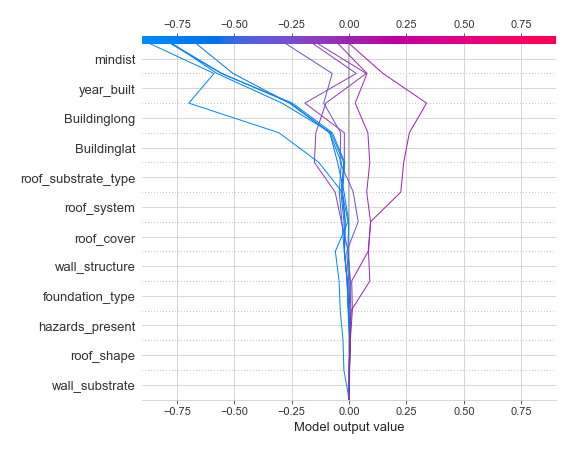 −0.75 −0.50 −0.25 0.00 0.25 0.50 0.75
mindist
year_built
Buildinglong
Buildinglat
roof_substrate_type
roof_system
roof_cover
wall_structure
foundation_type
hazards_present
roof_shape
wall_substrate
−0.75 −0.50 −0.25 0.00 0.25 0.50 0.75
Model output value